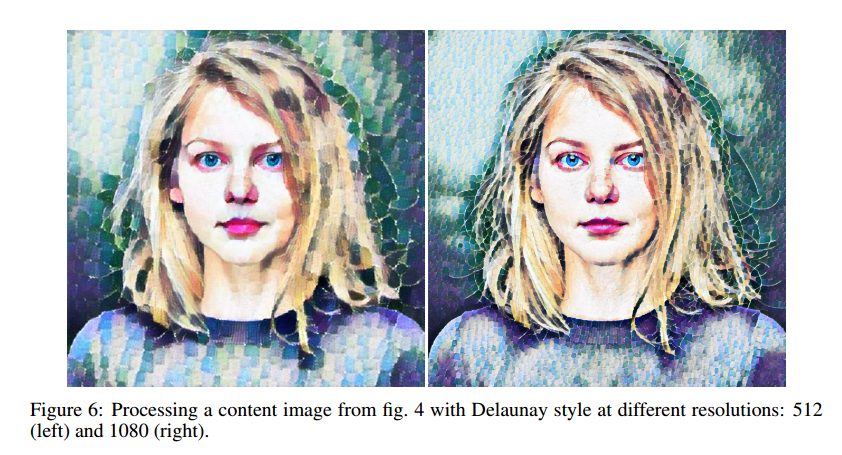 Figure 6: Processing a content image from fig. 4 with Delaunay style at different resolutions: 512
(left) and 1080 (right).